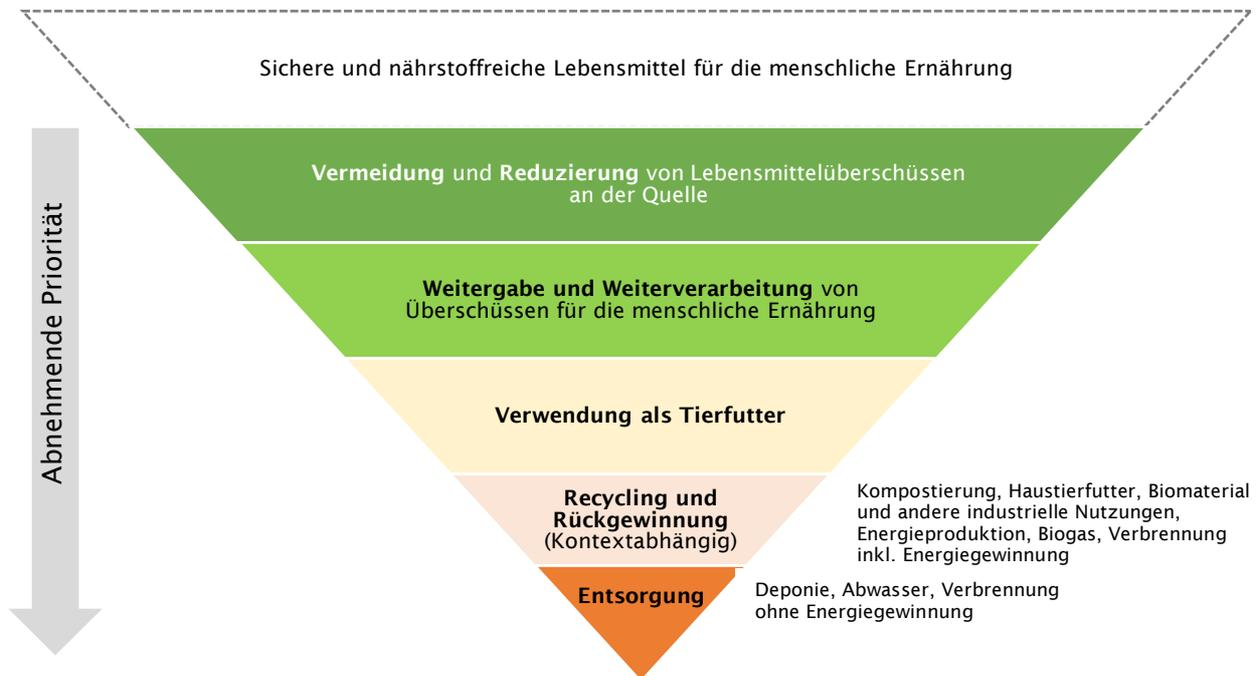 Sichere und nährstoffreiche Lebensmittel für die menschliche Ernährung
Abnehmende Priorität
Vermeidung und Reduzierung von Lebensmittelüberschüssen
an der Quelle
Weitergabe und Weiterverarbeitung von
Überschüssen für die menschliche Ernährung
Verwendung als Tierfutter
Recycling und
Rückgewinnung
(Kontextabhängig)
Kompostierung, Haustierfutter, Biomaterial
und andere industrielle Nutzungen,
Energieproduktion, Biogas, Verbrennung
inkl. Energiegewinnung
Entsorgung
Deponie, Abwasser, Verbrennung
ohne Energiegewinnung